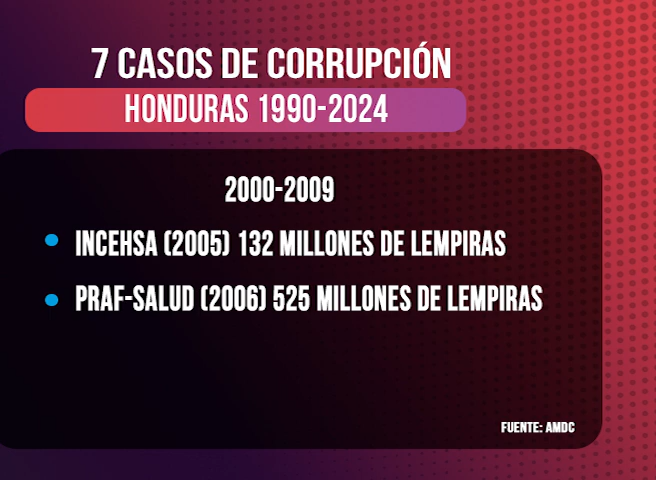 7 CASOS DE CORRUPCIÓN
HONDURAS 1990-2024
2000-2009
INCEHSA (2005) 132 MILLONES DE LEMPIRAS
PRAF-SALUD (2006) 525 MILLONES DE LEMPIRAS
FUENTE: AMDC